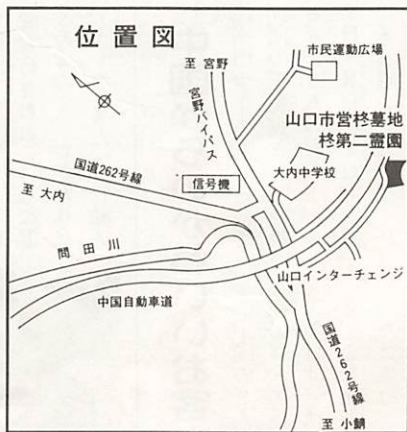 位置図
市民運動広場
至 宮野
宮野バイパス
山口市営柊墓地
柊第二霊園
大内中学校
国道262号線
信号機
至 大内
問田川
山口インターチェンジ
中国自動車道
国道262号線
至 小鯖